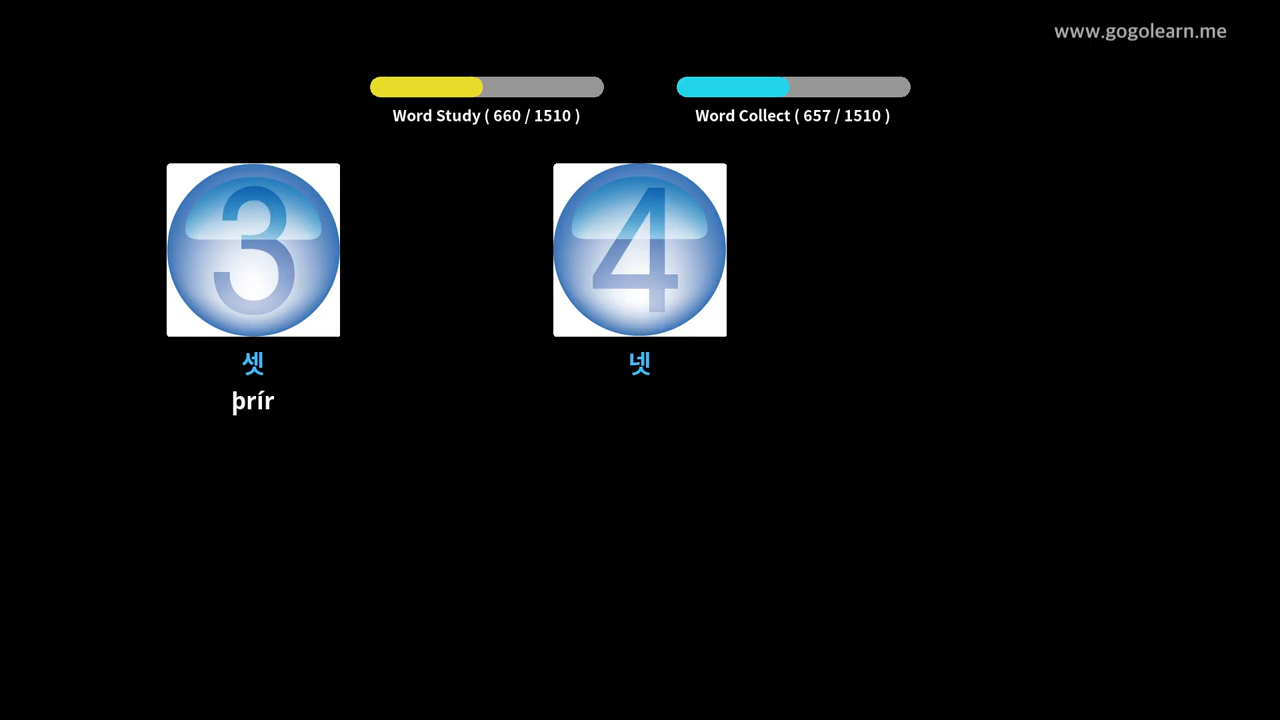 www.gogolearn.me
Word Study ( 660 / 1510 )
Word Collect ( 657 / 1510 )
3
4
셋
넷
þrír